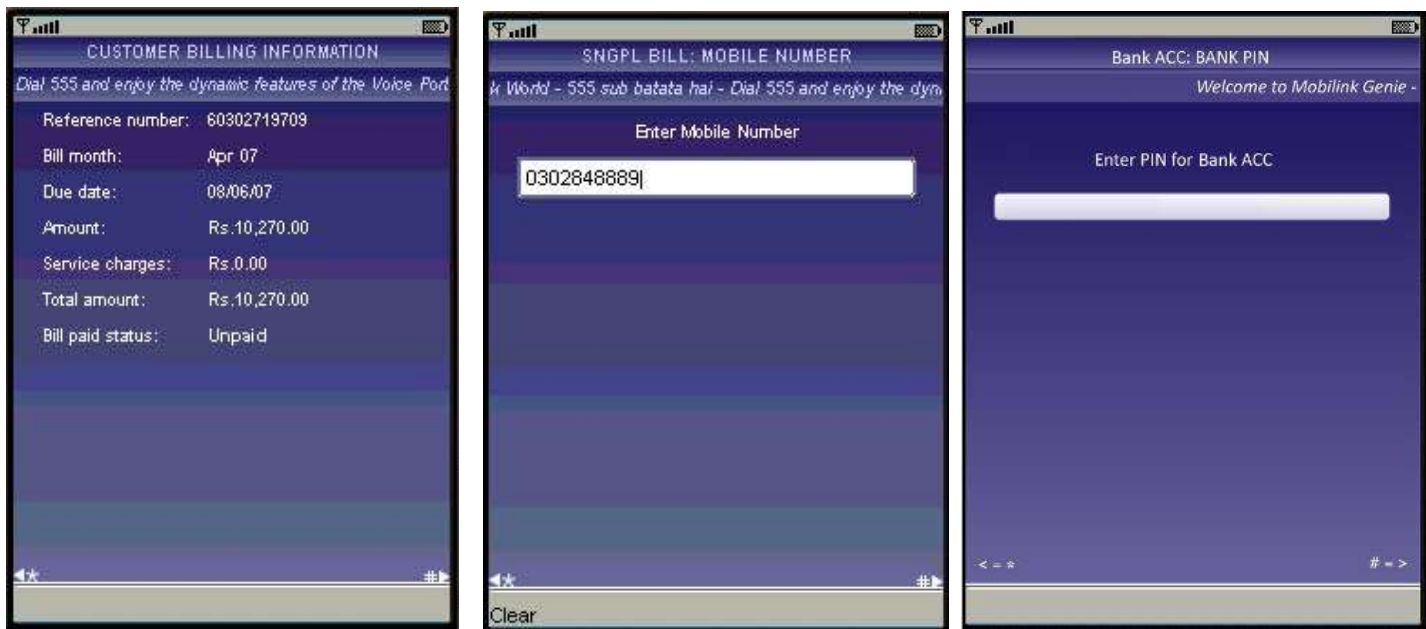 CUSTOMER BILLING INFORMATION
Dial 555 and enjoy the dynamic features of the Voice Port
Reference number: 60302719709
Bill month: Apr 07
Due date: 08/06/07
Amount: Rs.10,270.00
Service charges: Rs.0.00
Total amount: Rs.10,270.00
Bill paid status: Unpaid
*
#
SNGPL BILL: MOBILE NUMBER
k World - 555 sub batata hai - Dial 555 and enjoy the dyn
Enter Mobile Number
0302848889
*
#
Clear
Bank ACC: BANK PIN
Welcome to Mobilink Genie -
Enter PIN for Bank ACC
< = *
# = >